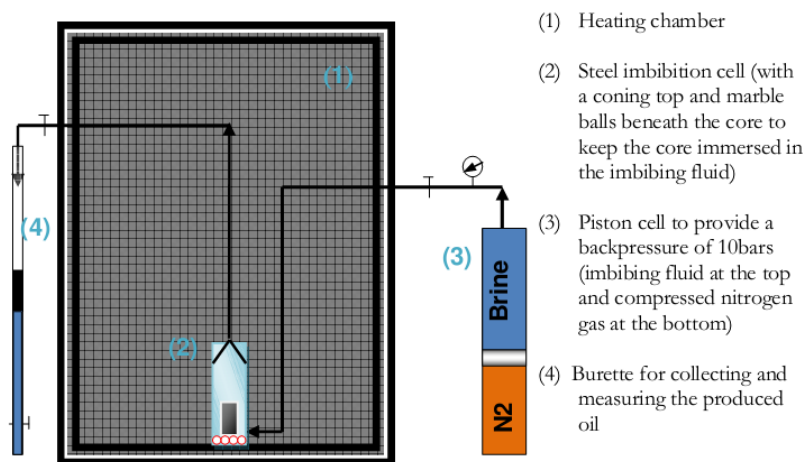 (1) Heating chamber
(2) Steel imbibition cell (with
a coning top and marble
balls beneath the core to
keep the core immersed in
the imbibing fluid)
(3) Piston cell to provide a
backpressure of 10bars
(imbibing fluid at the top
and compressed nitrogen
gas at the bottom)
(4) Burette for collecting and
measuring the produced
oil
(1)
(4)
(2)
(3)
Brine
N2